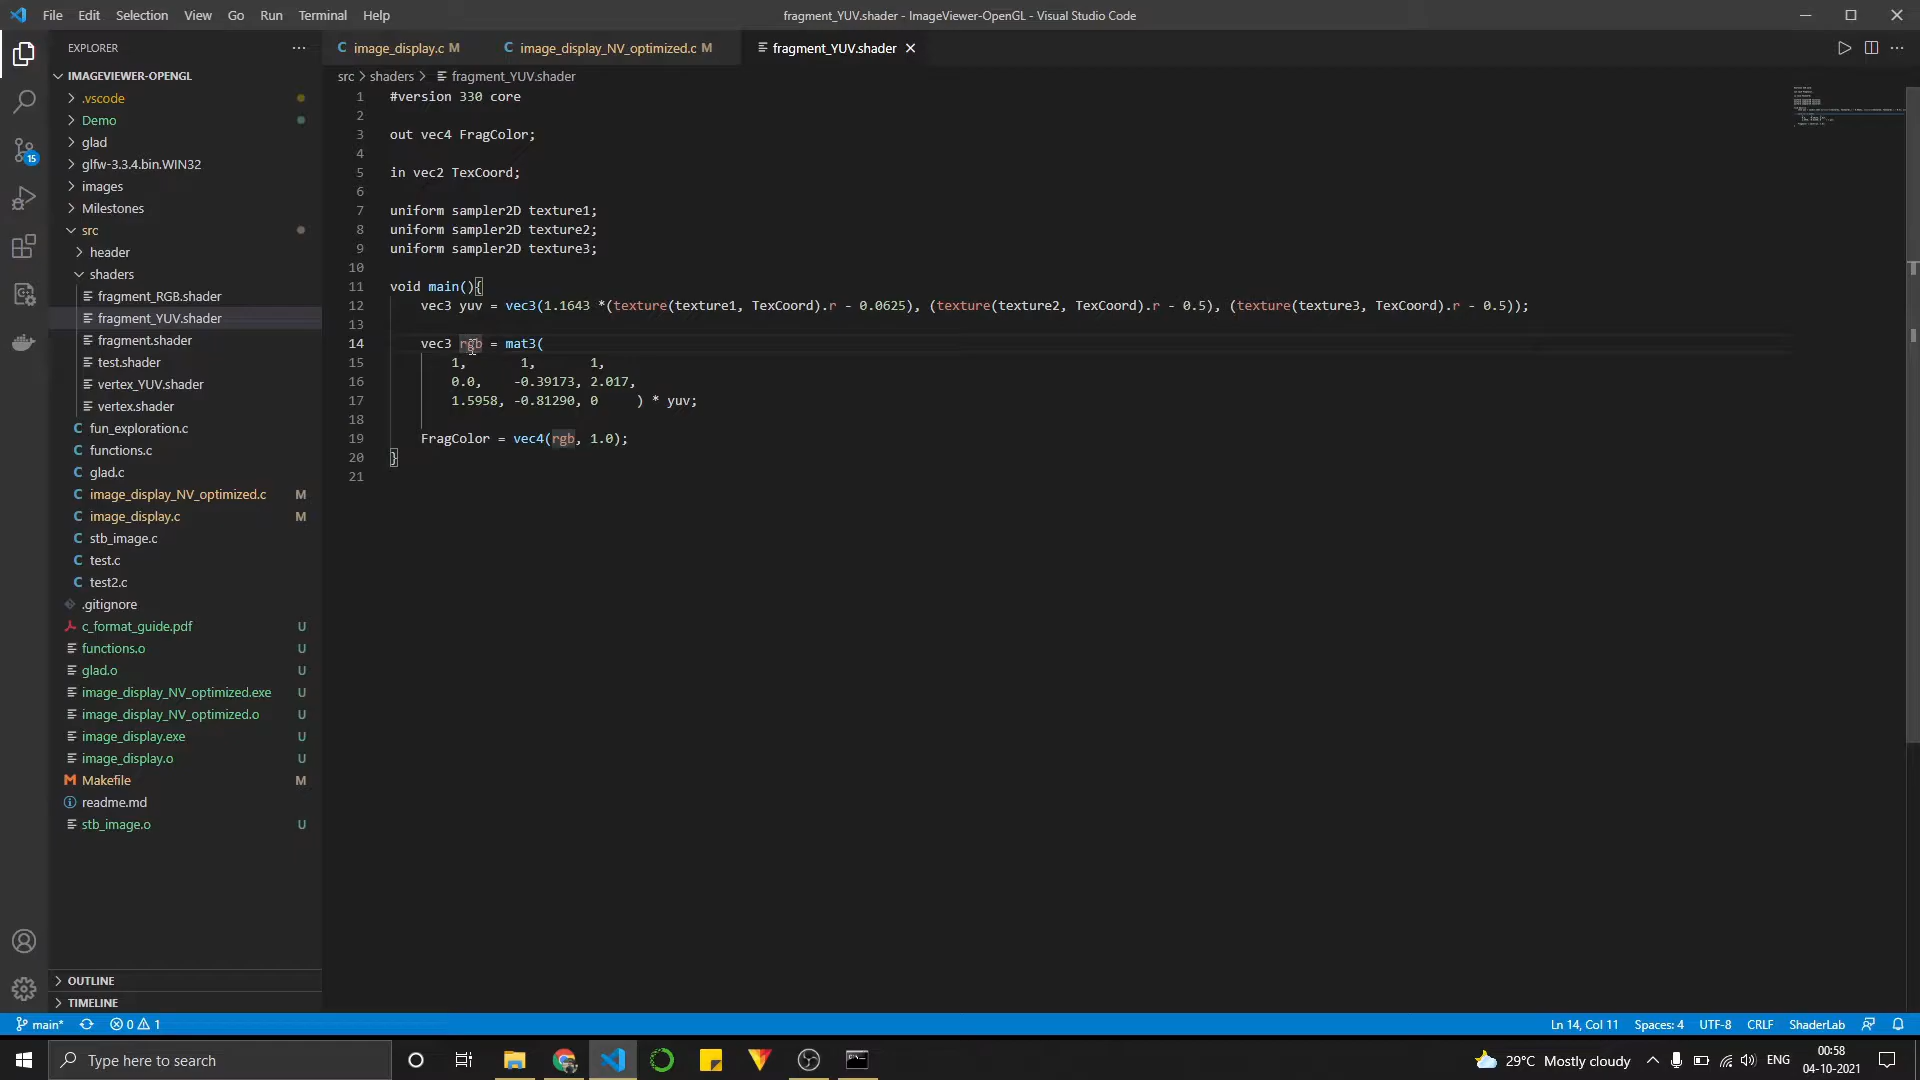 File Edit Selection View Go Run Terminal Help
fragment_YUV.shader - ImageViewer-OpenGL - Visual Studio Code
EXPLORER
IMAGEVIEWER-OPENGL
.vscode
Demo
glad
glfw-3.3.4.bin.WIN32
images
Milestones
src
header
shaders
fragment_RGB.shader
fragment_YUV.shader
fragment.shader
test.shader
vertex_YUV.shader
vertex.shader
fun_exploration.c
functions.c
glad.c
image_display_NV_optimized.c M
image_display.c M
stb_image.c
test.c
test2.c
.gitignore
c_format_guide.pdf U
functions.o U
glad.o U
image_display_NV_optimized.exe U
image_display_NV_optimized.o U
image_display.exe U
image_display.o U
Makefile M
readme.md
stb_image.o U
OUTLINE
TIMELINE
15
image_display.c M
image_display_NV_optimized.c M
fragment_YUV.shader
src > shaders > fragment_YUV.shader
1 #version 330 core
2
3 out vec4 FragColor;
4
5 in vec2 TexCoord;
6
7 uniform sampler2D texture1;
8 uniform sampler2D texture2;
9 uniform sampler2D texture3;
10
11 void main(){
12 vec3 yuv = vec3(1.1643 *(texture(texture1, TexCoord).r - 0.0625), (texture(texture2, TexCoord).r - 0.5), (texture(texture3, TexCoord).r - 0.5));
13
14 vec3 rgb = mat3(
15 1, 1, 1,
16 0.0, -0.39173, 2.017,
17 1.5958, -0.81290, 0 ) * yuv;
18
19 FragColor = vec4(rgb, 1.0);
20 }
21
main* 0 1
Ln 14, Col 11 Spaces: 4 UTF-8 CRLF ShaderLab
Type here to search
29°C Mostly cloudy
ENG
00:58
04-10-2021